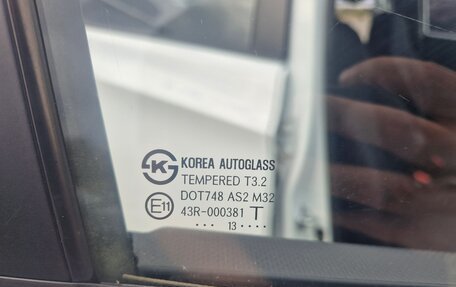 KOREA AUTOGLASS
TEMPERED T3.2
DOT748 AS2 M32
E11 43R-000381 T
••• 13 ••••